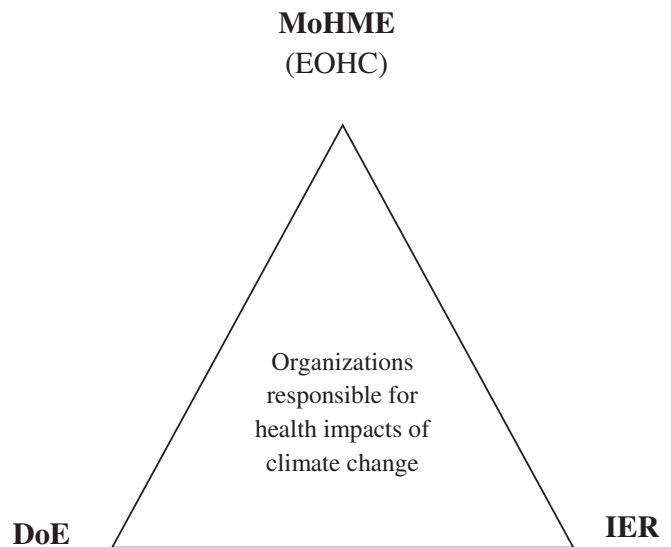 MoHME
(EOHC)
Organizations
responsible for
health impacts of
climate change
DoE
IER